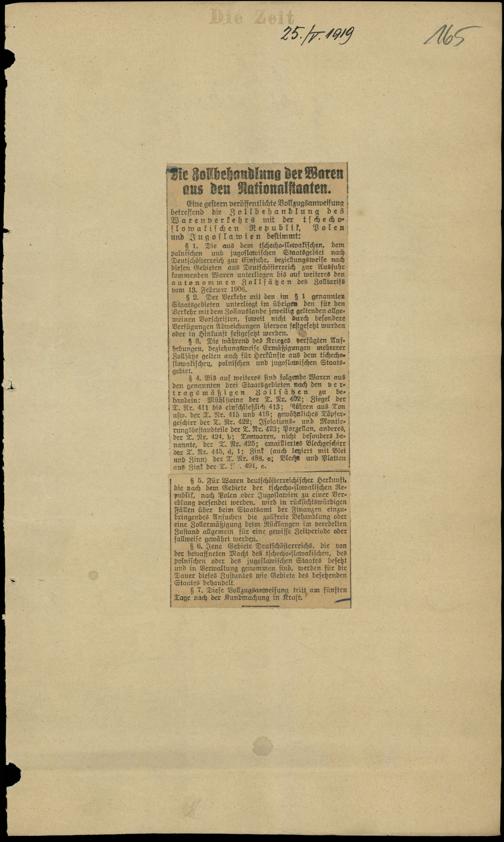 Die Zeit
25./V. 1919
165
Die Zollbehandlung der Waren
aus den Nationalstaaten.
Eine gestern veröffentlichte Vollzugsanweisung
betreffend die Zollbehandlung des
Warenverkehrs mit der tschecho-
slowakischen Republik, Polen
und Jugoslawien bestimmt:
§ 1. Die aus dem tschecho-slowakischen, dem
polnischen und jugoslawischen Staatsgebiet nach
Deutschösterreich zur Einfuhr, beziehungsweise nach
diesen Gebieten aus Deutschösterreich zur Ausfuhr
kommenden Waren unterliegen bis auf weiteres den
autonomen Zollsätzen des Zolltarifs
vom 13. Februar 1906.
§ 2. Der Verkehr mit den im § 1 genannten
Staatsgebieten unterliegt im übrigen den für den
Verkehr mit dem Zollauslande jeweilig geltenden allge-
meinen Vorschriften, soweit nicht durch besondere
Verfügungen Abweichungen hiervon festgesetzt wurden
oder in Hinkunft festgesetzt werden.
§ 3. Die während des Krieges verfügten Auf-
hebungen, beziehungsweise Ermäßigungen mehrerer
Zollsätze gelten auch für Herkünfte aus dem tschecho-
slowakischen, polnischen und jugoslawischen Staats-
gebiet.
§ 4. Bis auf weiteres sind folgende Waren aus
den genannten drei Staatsgebieten nach den ver-
tragsmäßigen Zollsätzen zu be-
handeln: Mühlsteine der T. Nr. 402; Ziegel der
T. Nr. 411 bis einschließlich 413; Röhren aus Ton
usw. der T. Nr. 415 und 416; gewöhnliches Töpfer-
geschirr der T. Nr. 422; Isolations- und Montie-
rungsbestandteile der T. Nr. 423; Porzellan, anderes,
der T. Nr. 424, b; Tonwaren, nicht besonders be-
nannte, der T. Nr. 425; emailliertes Blechgeschirr
der T. Nr. 445, d, 1; Zink (auch legiert mit Blei
und Zinn) der T. Nr. 488, e; Bleche und Platten
aus Zink der T. Nr. 491, e.
§ 5. Für Waren deutschösterreichischer Herkunft,
die nach dem Gebiete der tschecho-slowakischen Re-
publik, nach Polen oder Jugoslawien zu einer Ver-
edlung versendet werden, wird in rücksichtswürdigen
Fällen über beim Staatsamt der Finanzen einzu-
bringendes Ansuchen die zollfreie Behandlung oder
eine Zollermäßigung beim Rücklangen im veredelten
Zustand allgemein für eine gewisse Zeitperiode oder
fallweise gewährt werden.
§ 6. Jene Gebiete Deutschösterreichs, die von
der bewaffneten Macht des tschecho-slowakischen, des
polnischen oder des jugoslawischen Staates besetzt
und in Verwaltung genommen sind, werden für die
Dauer dieses Zustandes wie Gebiete des besetzenden
Staates behandelt.
§ 7. Diese Vollzugsanweisung tritt am fünften
Tage nach der Kundmachung in Kraft.